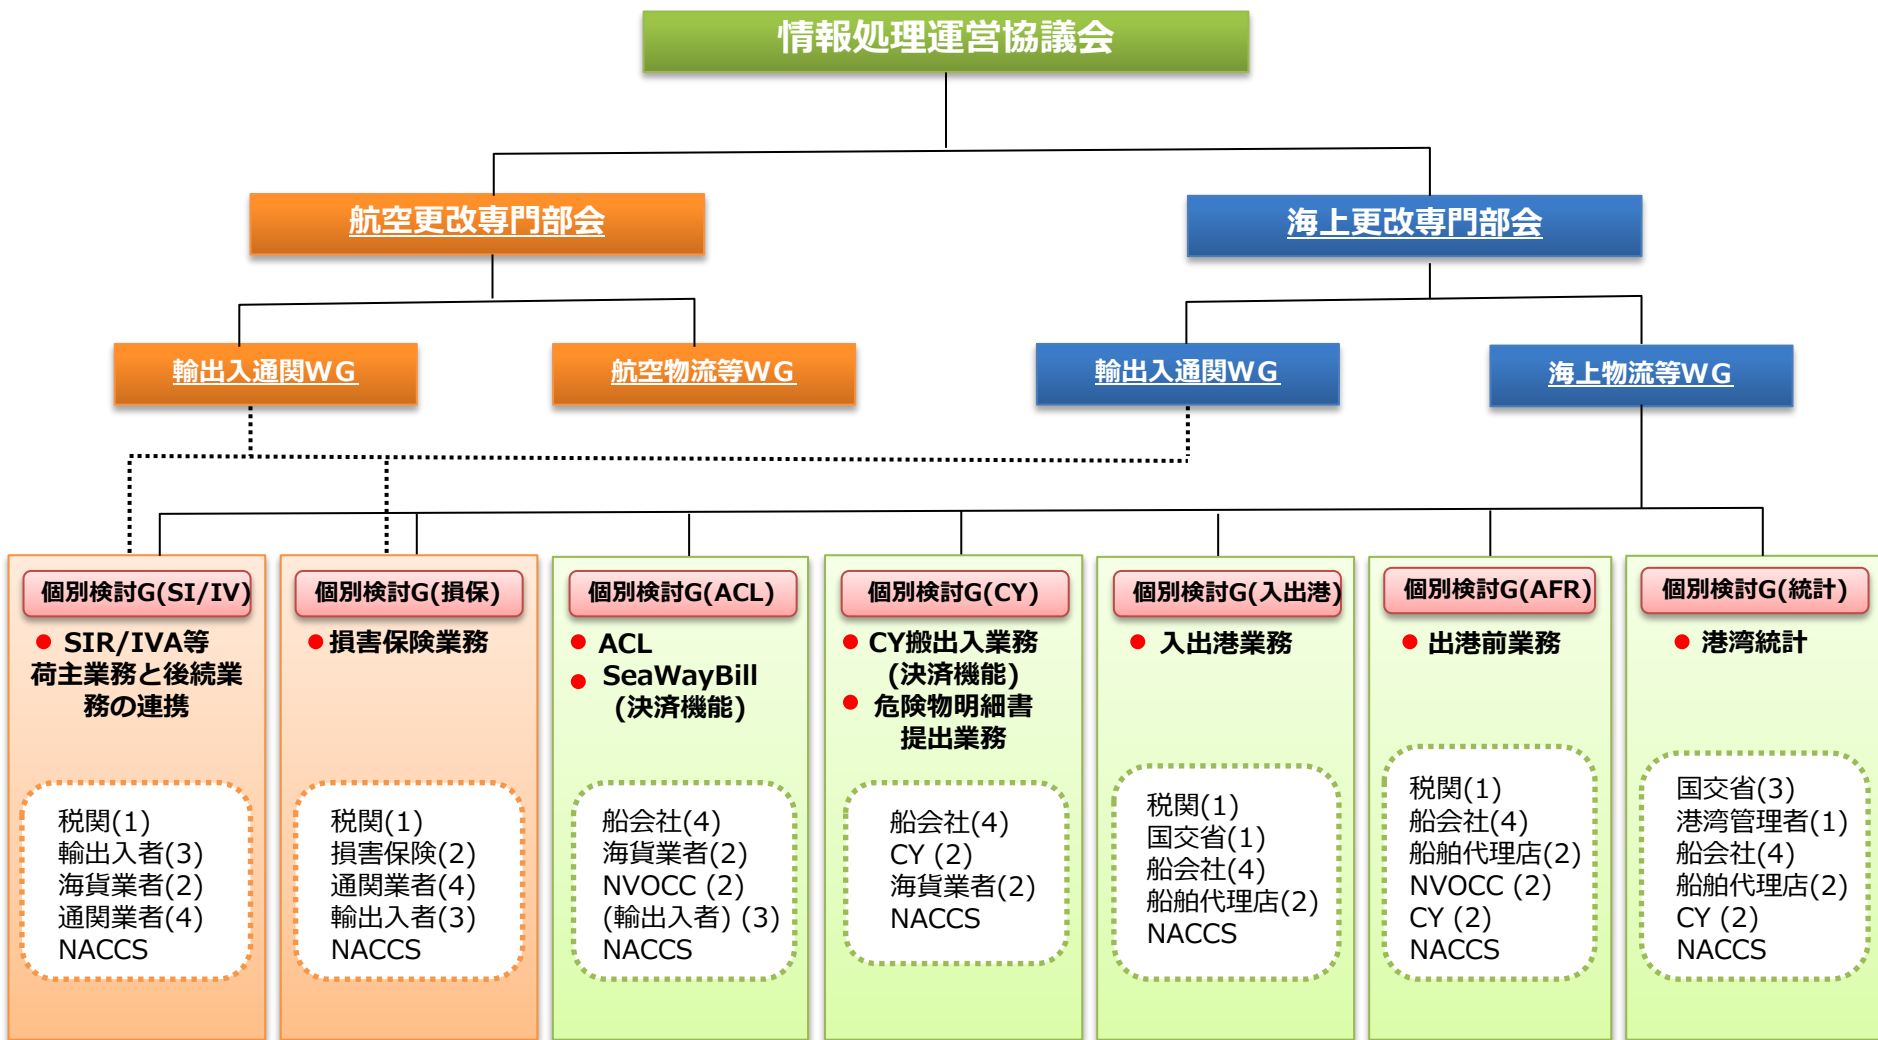 情報処理運営協議会
航空更改専門部会
海上更改専門部会
輸出入通関WG
航空物流等WG
輸出入通関WG
海上物流等WG
個別検討G(SI/IV)
SIR/IVA等
荷主業務と後続業
務の連携
税関(1)
輸出入者(3)
海貨業者(2)
通関業者(4)
NACCS
個別検討G(損保)
損害保険業務
税関(1)
損害保険(2)
通関業者(4)
輸出入者(3)
NACCS
個別検討G(ACL)
ACL
SeaWayBill
(決済機能)
船会社(4)
海貨業者(2)
NVOCC (2)
(輸出入者) (3)
NACCS
個別検討G(CY)
CY搬出入業務
(決済機能)
危険物明細書
提出業務
船会社(4)
CY (2)
海貨業者(2)
NACCS
個別検討G(入出港)
入出港業務
税関(1)
国交省(1)
船会社(4)
船舶代理店(2)
NACCS
個別検討G(AFR)
出港前業務
税関(1)
船会社(4)
船舶代理店(2)
NVOCC (2)
CY (2)
NACCS
個別検討G(統計)
港湾統計
国交省(3)
港湾管理者(1)
船会社(4)
船舶代理店(2)
CY (2)
NACCS